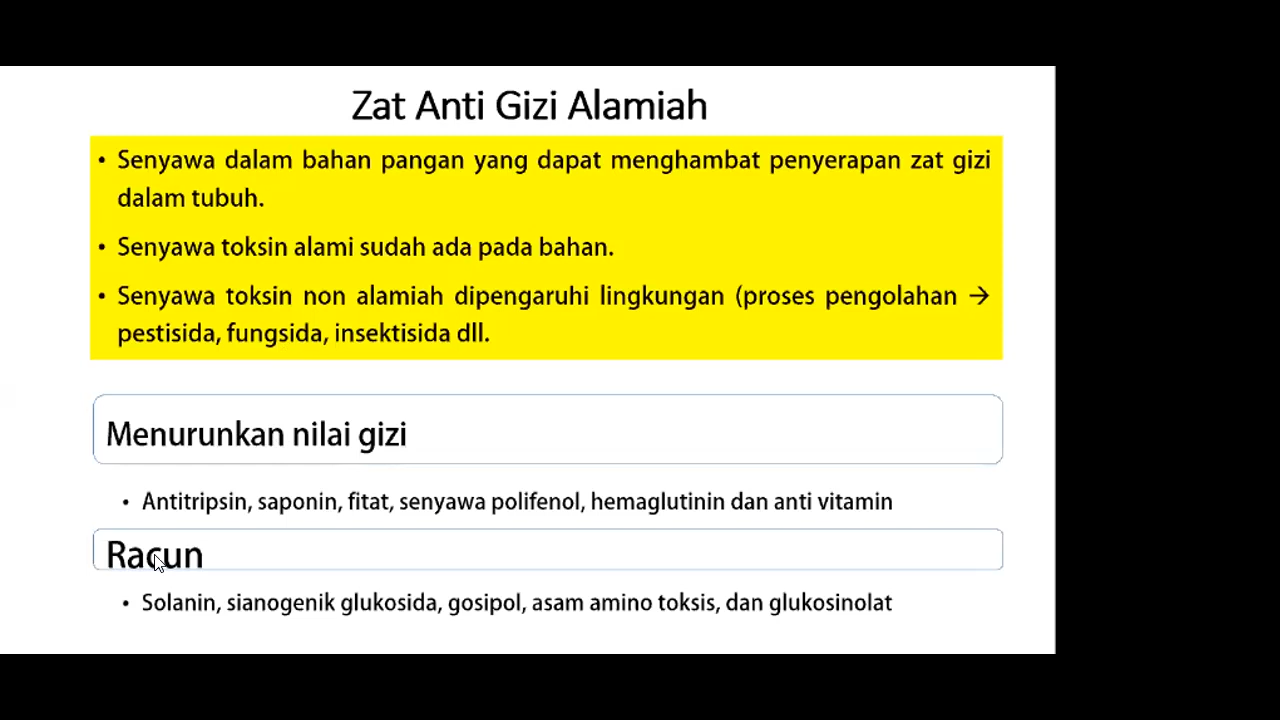 Zat Anti Gizi Alamiah
• Senyawa dalam bahan pangan yang dapat menghambat penyerapan zat gizi
dalam tubuh.
• Senyawa toksin alami sudah ada pada bahan.
• Senyawa toksin non alamiah dipengaruhi lingkungan (proses pengolahan →
pestisida, fungsida, insektisida dll.
Menurunkan nilai gizi
• Antitripsin, saponin, fitat, senyawa polifenol, hemaglutinin dan anti vitamin
Racun
• Solanin, sianogenik glukosida, gosipol, asam amino toksis, dan glukosinolat